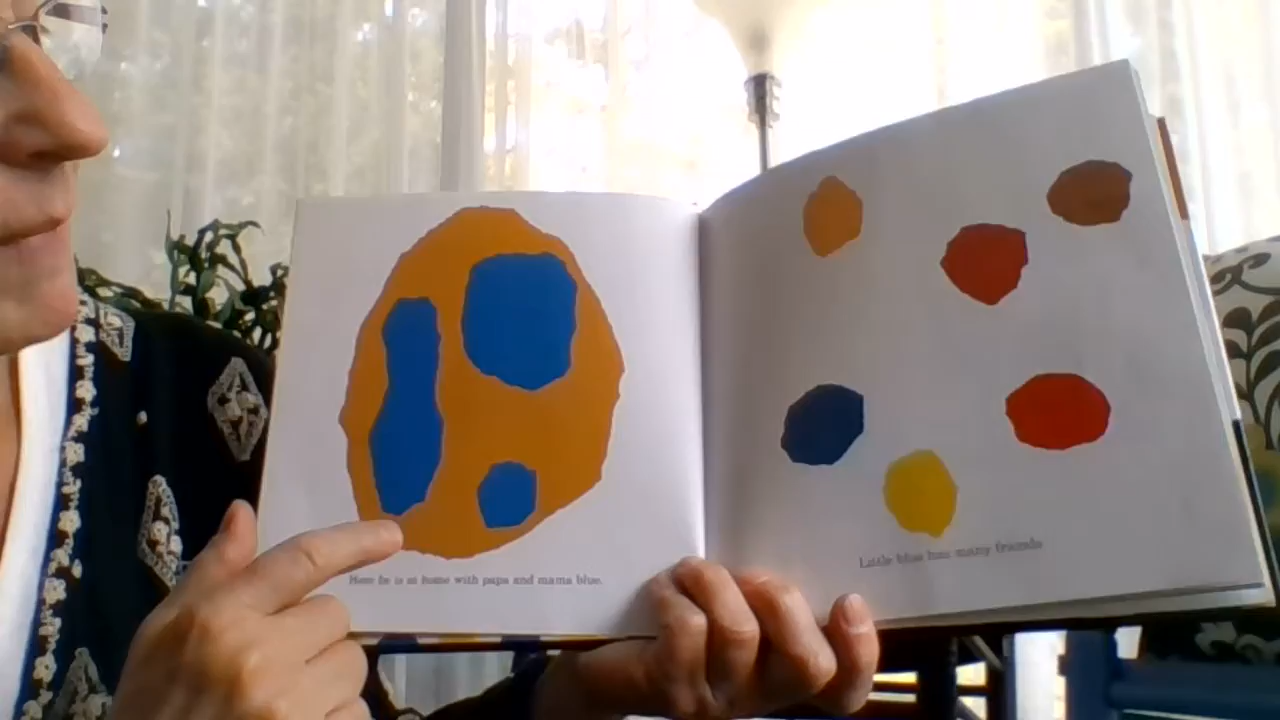 Here he is at home with papa and mama blue.
Little blue has many friends